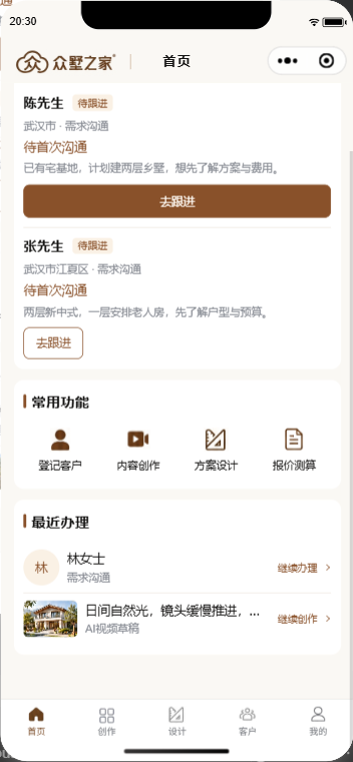 20:30
众墅之家
首页
陈先生 待跟进
武汉市 · 需求沟通
待首次沟通
已有宅基地，计划建两层乡墅，想先了解方案与费用。
去跟进
张先生 待跟进
武汉市江夏区 · 需求沟通
待首次沟通
两层新中式，一层安排老人房，先了解户型与预算。
去跟进
常用功能
登记客户 内容创作 方案设计 报价测算
最近办理
林 林女士
需求沟通
继续办理
日间自然光，镜头缓慢推进，...
AI视频草稿
继续创作
首页 创作 设计 客户 我的